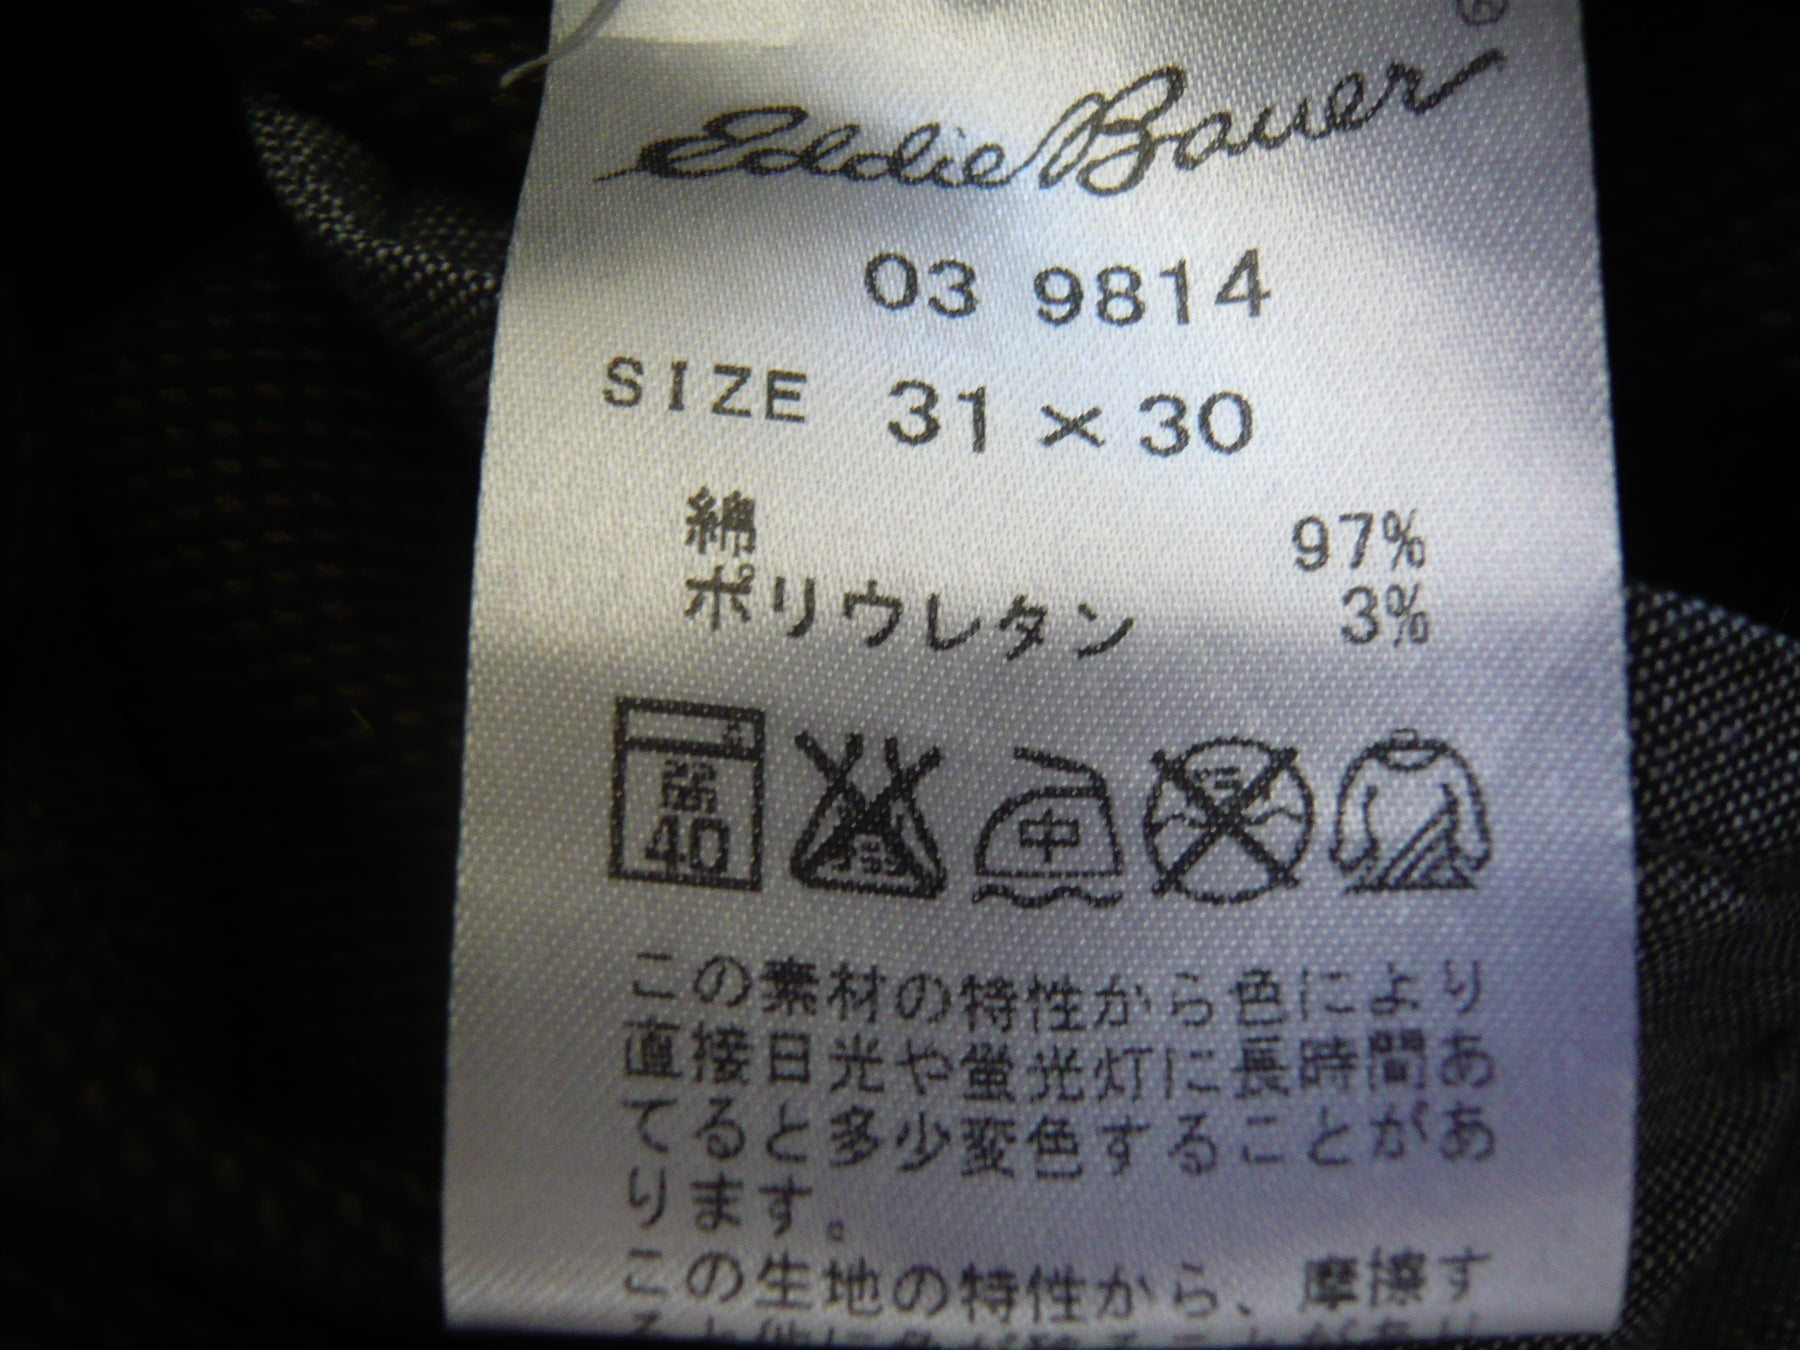 Eddie Bauer ®
03 9814
SIZE 31×30
綿 97%
ポリウレタン 3%
40 中
この素材の特性から色により
直接日光や蛍光灯に長時間あ
てると多少変色することがあ
ります。
この生地の特性から、摩擦す